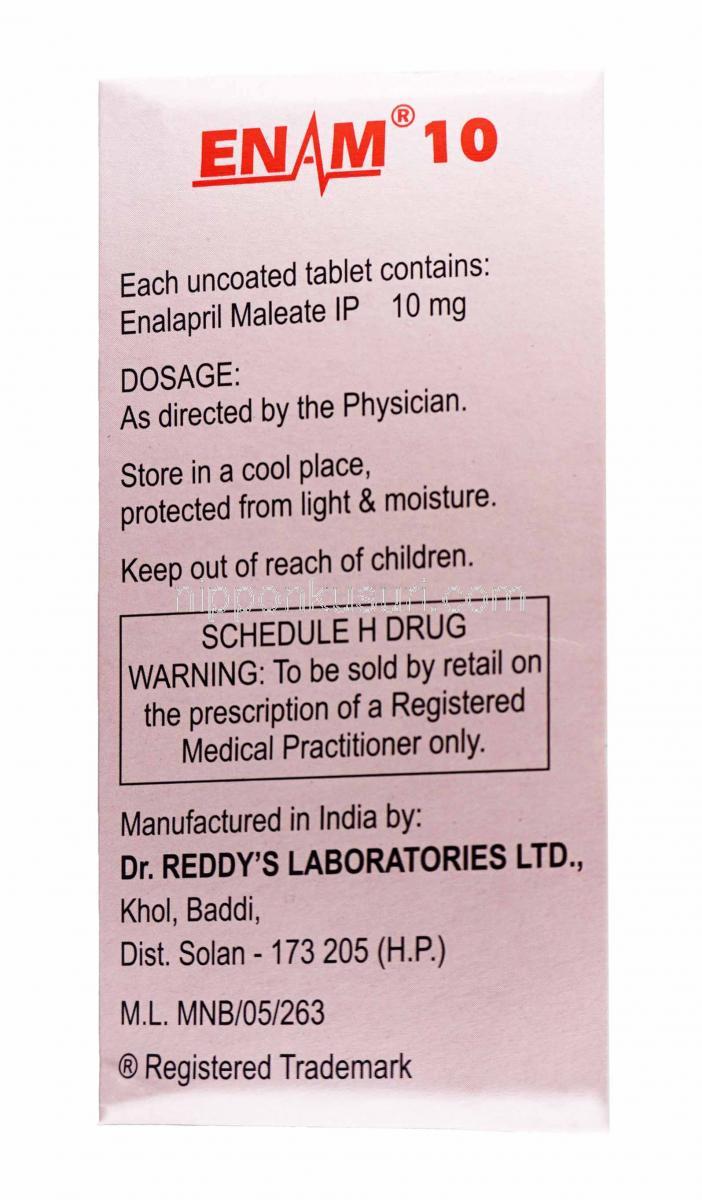 ENAM® 10
Each uncoated tablet contains:
Enalapril Maleate IP 10 mg
DOSAGE:
As directed by the Physician.
Store in a cool place,
protected from light & moisture.
Keep out of reach of children.
nipponkusuri.com
SCHEDULE H DRUG
WARNING: To be sold by retail on
the prescription of a Registered
Medical Practitioner only.
Manufactured in India by:
Dr. REDDY'S LABORATORIES LTD.,
Khol, Baddi,
Dist. Solan - 173 205 (H.P.)
M.L. MNB/05/263
® Registered Trademark